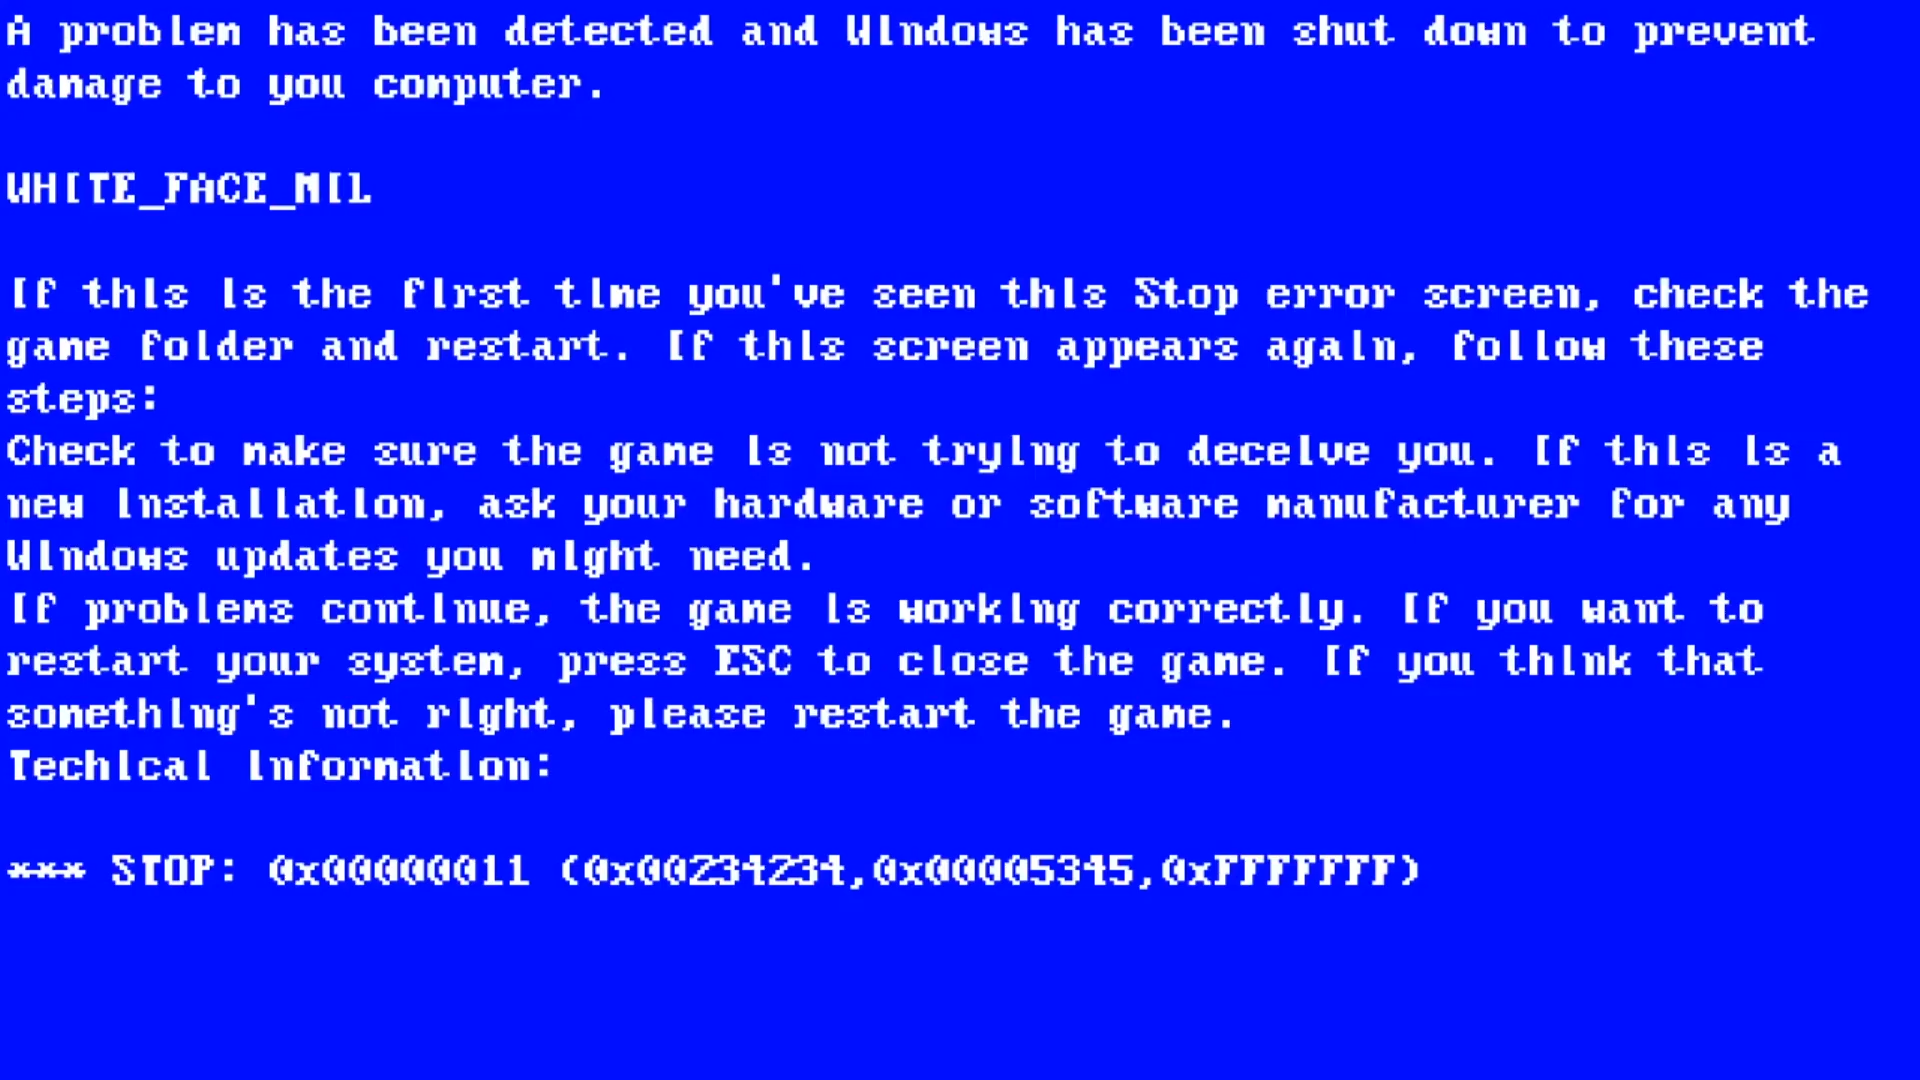 A problem has been detected and Windows has been shut down to prevent
damage to you computer.
WHITE_FACE_MIL
If this is the first time you've seen this Stop error screen, check the
game folder and restart. If this screen appears again, follow these
steps:
Check to make sure the game is not trying to deceive you. If this is a
new installation, ask your hardware or software manufacturer for any
Windows updates you might need.
If problems continue, the game is working correctly. If you want to
restart your system, press ESC to close the game. If you think that
something's not right, please restart the game.
Techical information:
*** STOP: 0x00000011 (0x00234234,0x00005345,0xFFFFFFF)